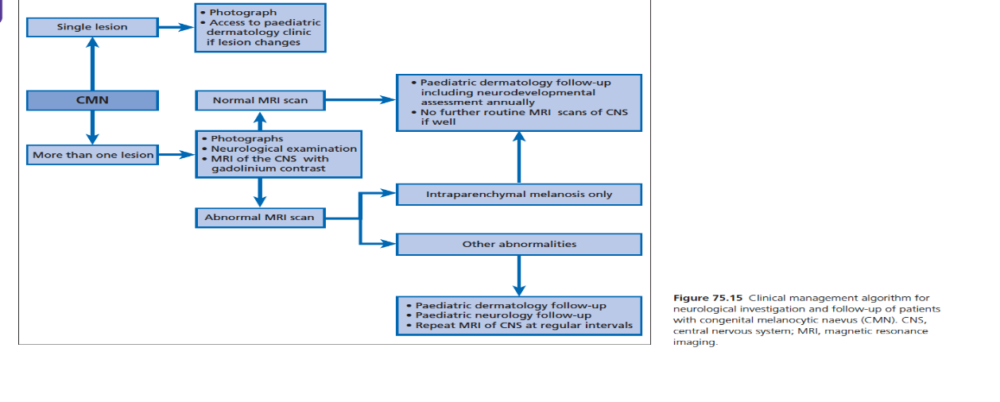 Single lesion
• Photograph
• Access to paediatric
dermatology clinic
if lesion changes
CMN
Normal MRI scan
• Paediatric dermatology follow-up
including neurodevelopmental
assessment annually
• No further routine MRI scans of CNS
if well
More than one lesion
• Photographs
• Neurological examination
• MRI of the CNS with
gadolinium contrast
Intraparenchymal melanosis only
Abnormal MRI scan
Other abnormalities
• Paediatric dermatology follow-up
• Paediatric neurology follow-up
• Repeat MRI of CNS at regular intervals
Figure 75.15 Clinical management algorithm for
neurological investigation and follow-up of patients
with congenital melanocytic naevus (CMN). CNS,
central nervous system; MRI, magnetic resonance
imaging.